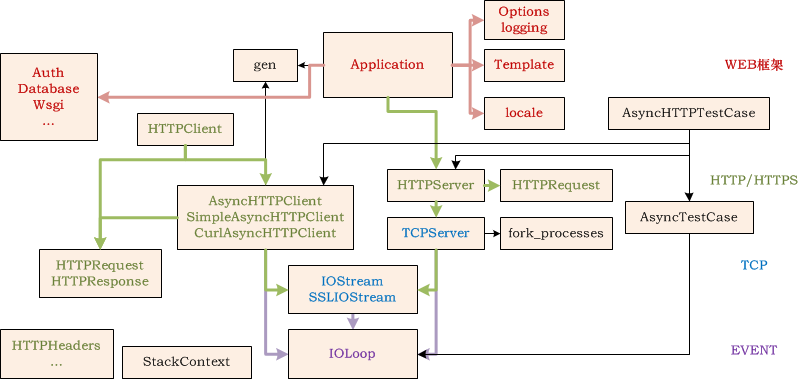 Options
logging
gen
Application
Template
WEB框架
Auth
Database
Wsgi
...
locale
AsyncHTTPTestCase
HTTPClient
HTTPServer
HTTPRequest
HTTP/HTTPS
AsyncHTTPClient
SimpleAsyncHTTPClient
CurlAsyncHTTPClient
AsyncTestCase
TCPServer
fork_processes
HTTPRequest
HTTPResponse
TCP
IOStream
SSLIOStream
HTTPHeaders
...
StackContext
IOLoop
EVENT